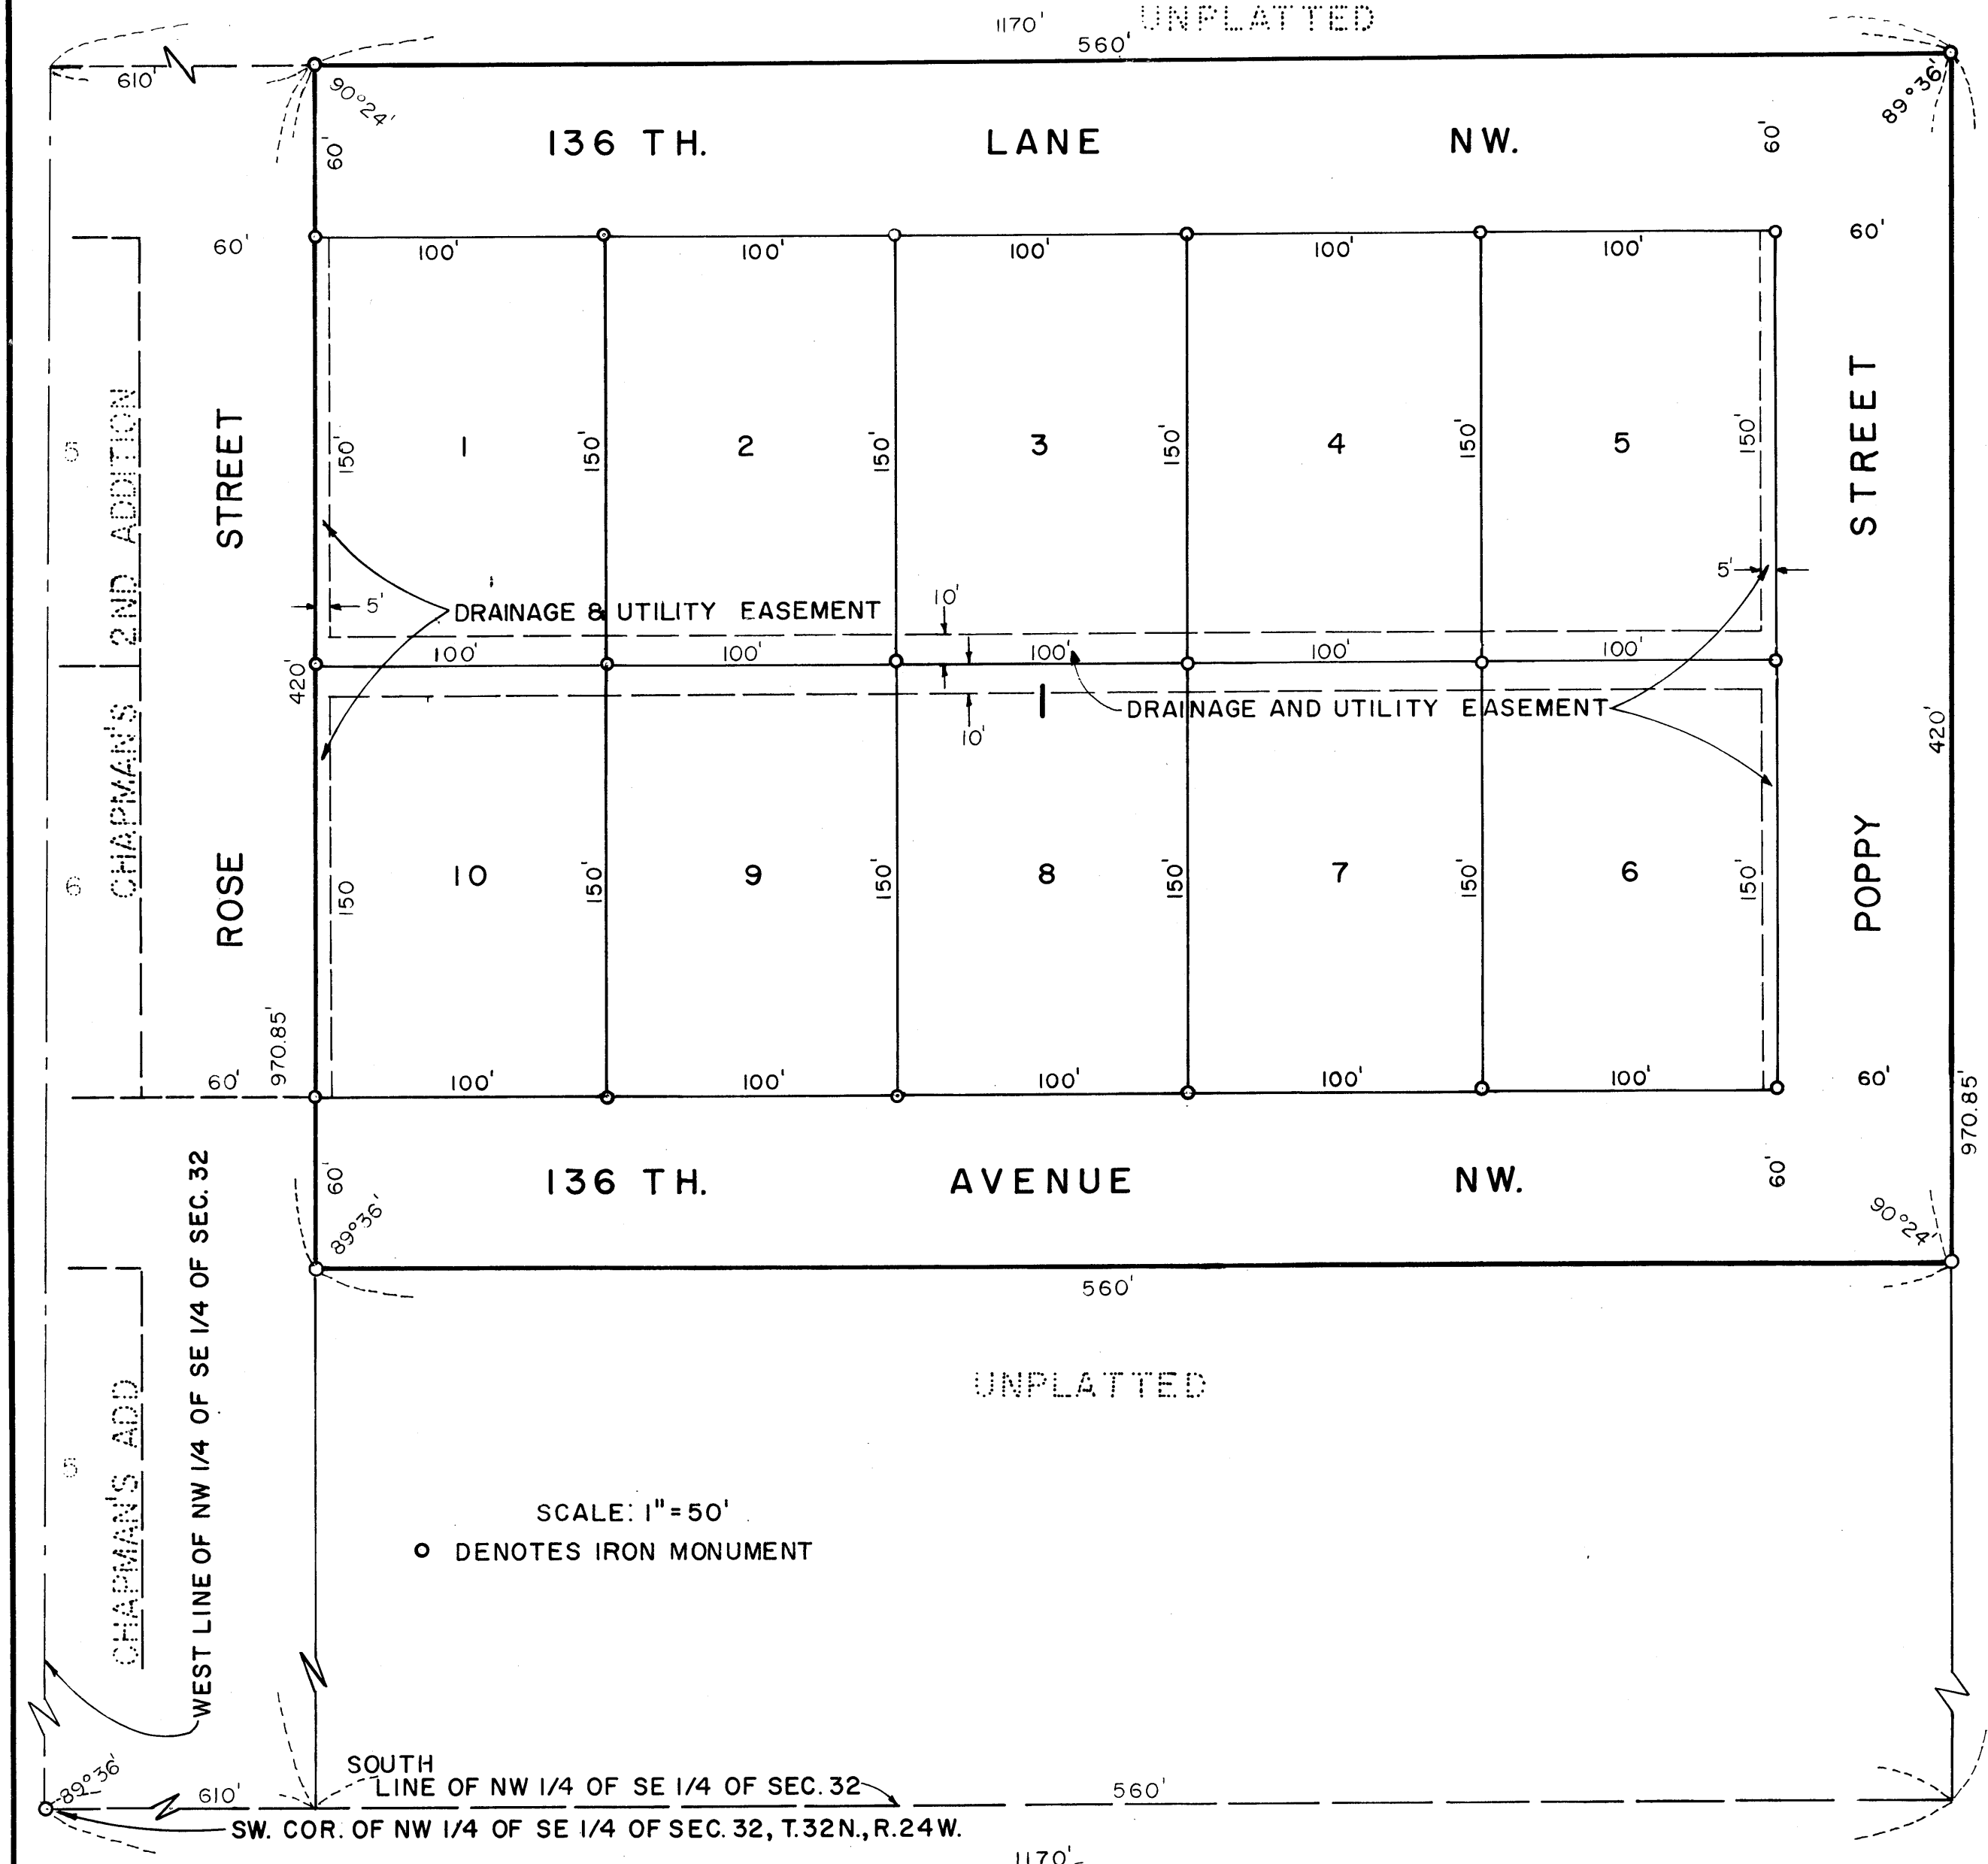 1170' UNPLATTED
560'
610'
90°24'
89°36'
60' 136 TH. LANE NW. 60'
60' 60'
100' 100' 100' 100' 100'
150' 1 150' 2 150' 3 150' 4 150' 5 150'
5
CHAPMAN'S 2ND ADDITION
6
ROSE STREET
POPPY STREET
5' 5'
DRAINAGE & UTILITY EASEMENT 10'
100' 100' 100' 100' 100'
420' 420'
1
DRAINAGE AND UTILITY EASEMENT
10'
150 10 150' 9 150' 8 150' 7 150' 6 150'
970.85' 970.85'
60' 60'
100' 100' 100' 100' 100'
60' 136 TH. AVENUE NW. 60'
89°36' 90°24'
560'
UNPLATTED
5
CHAPMAN'S ADD
WEST LINE OF NW 1/4 OF SE 1/4 OF SEC. 32
SCALE: 1"=50'
DENOTES IRON MONUMENT
89°36'
SOUTH
LINE OF NW 1/4 OF SE 1/4 OF SEC. 32
610' 560'
SW. COR. OF NW 1/4 OF SE 1/4 OF SEC. 32, T.32N., R.24W.
1170'